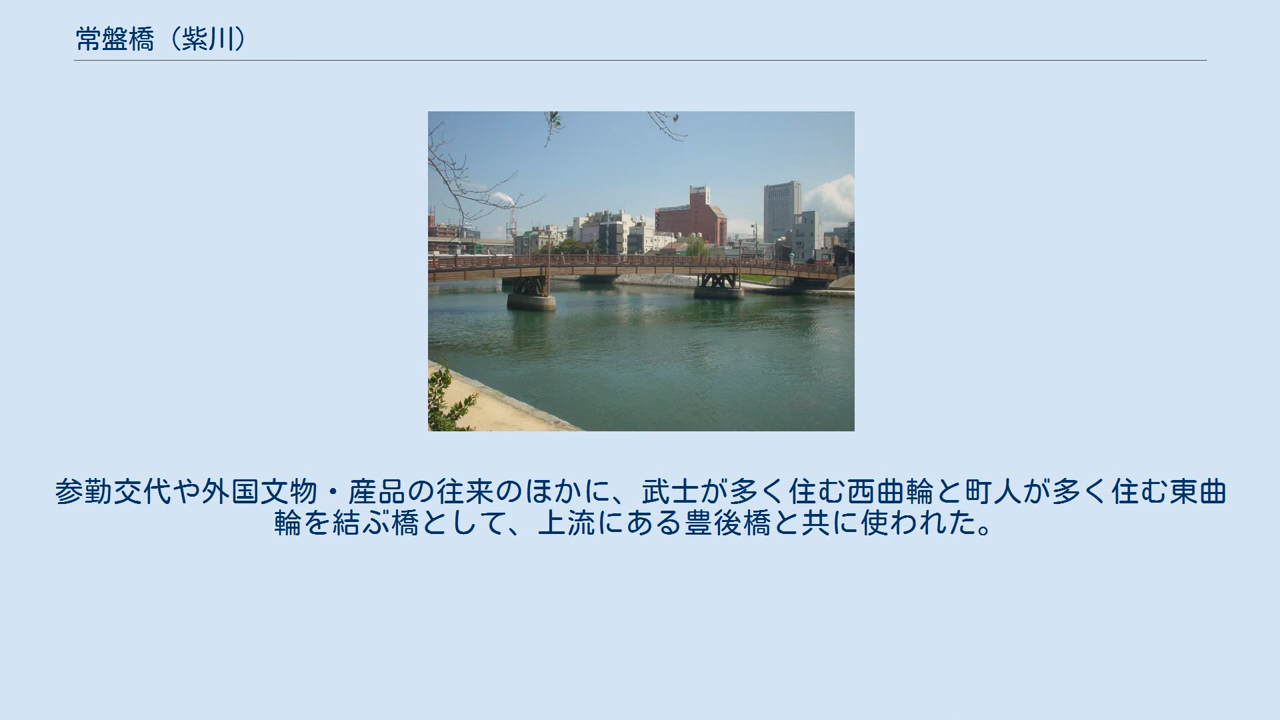 常盤橋（紫川）
参勤交代や外国文物・産品の往来のほかに、武士が多く住む西曲輪と町人が多く住む東曲
輪を結ぶ橋として、上流にある豊後橋と共に使われた。